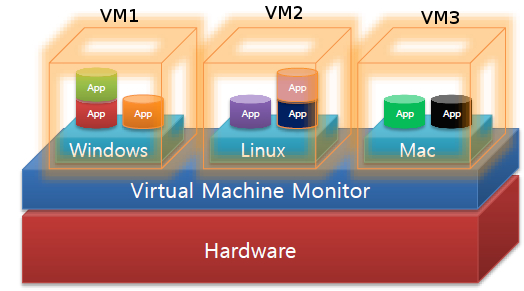 VM1
VM2
VM3
App
App
App
App
App
App
App
App
Windows
Linux
Mac
Virtual Machine Monitor
Hardware